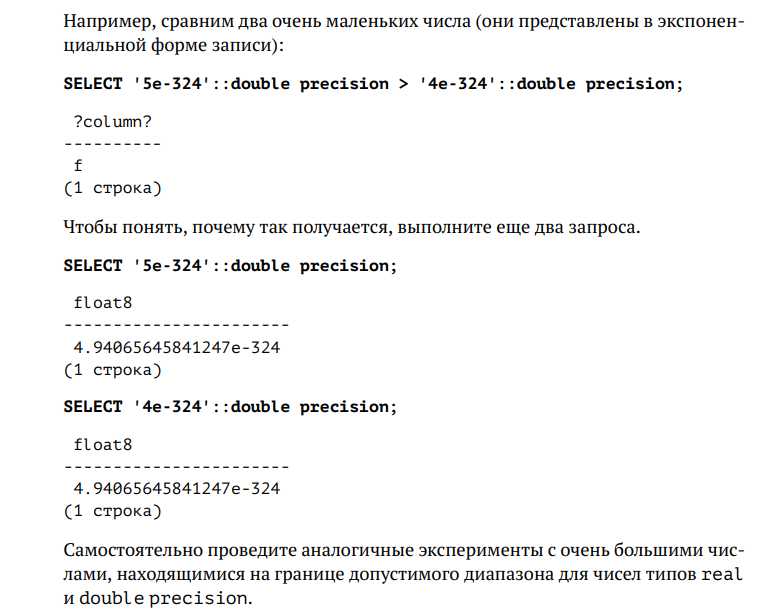 Например, сравним два очень маленьких числа (они представлены в экспонен-
циальной форме записи):
SELECT '5e-324'::double precision > '4e-324'::double precision;
?column?
----------
f
(1 строка)
Чтобы понять, почему так получается, выполните еще два запроса.
SELECT '5e-324'::double precision;
float8
-----------------------
4.94065645841247e-324
(1 строка)
SELECT '4e-324'::double precision;
float8
-----------------------
4.94065645841247e-324
(1 строка)
Самостоятельно проведите аналогичные эксперименты с очень большими чис-
лами, находящимися на границе допустимого диапазона для чисел типов real
и double precision.